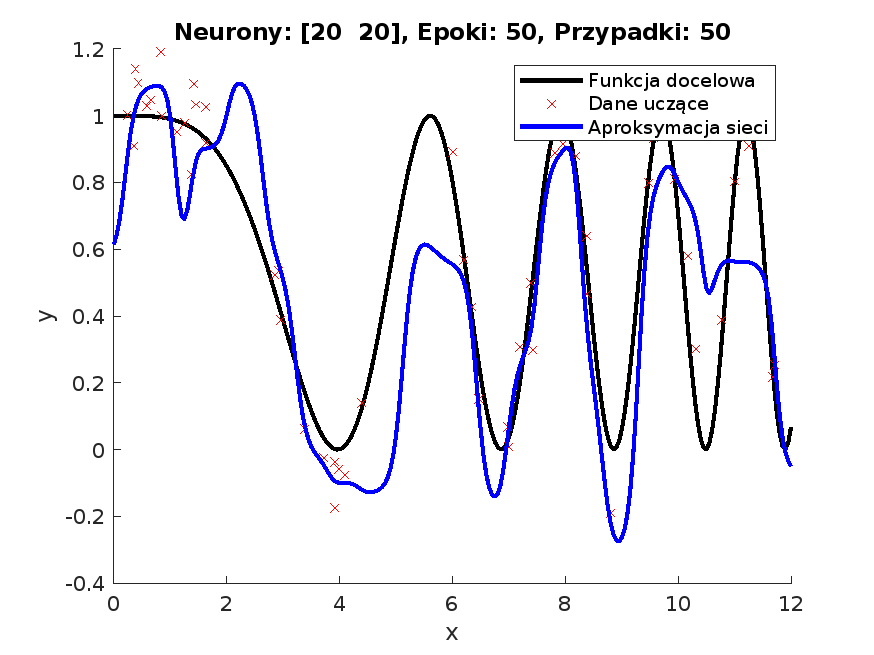 Neurony: [20  20], Epoki: 50, Przypadki: 50
Funkcja docelowa
Dane uczące
Aproksymacja sieci
1.2
1
0.8
0.6
0.4
0.2
0
-0.2
-0.4
y
0 2 4 6 8 10 12
x